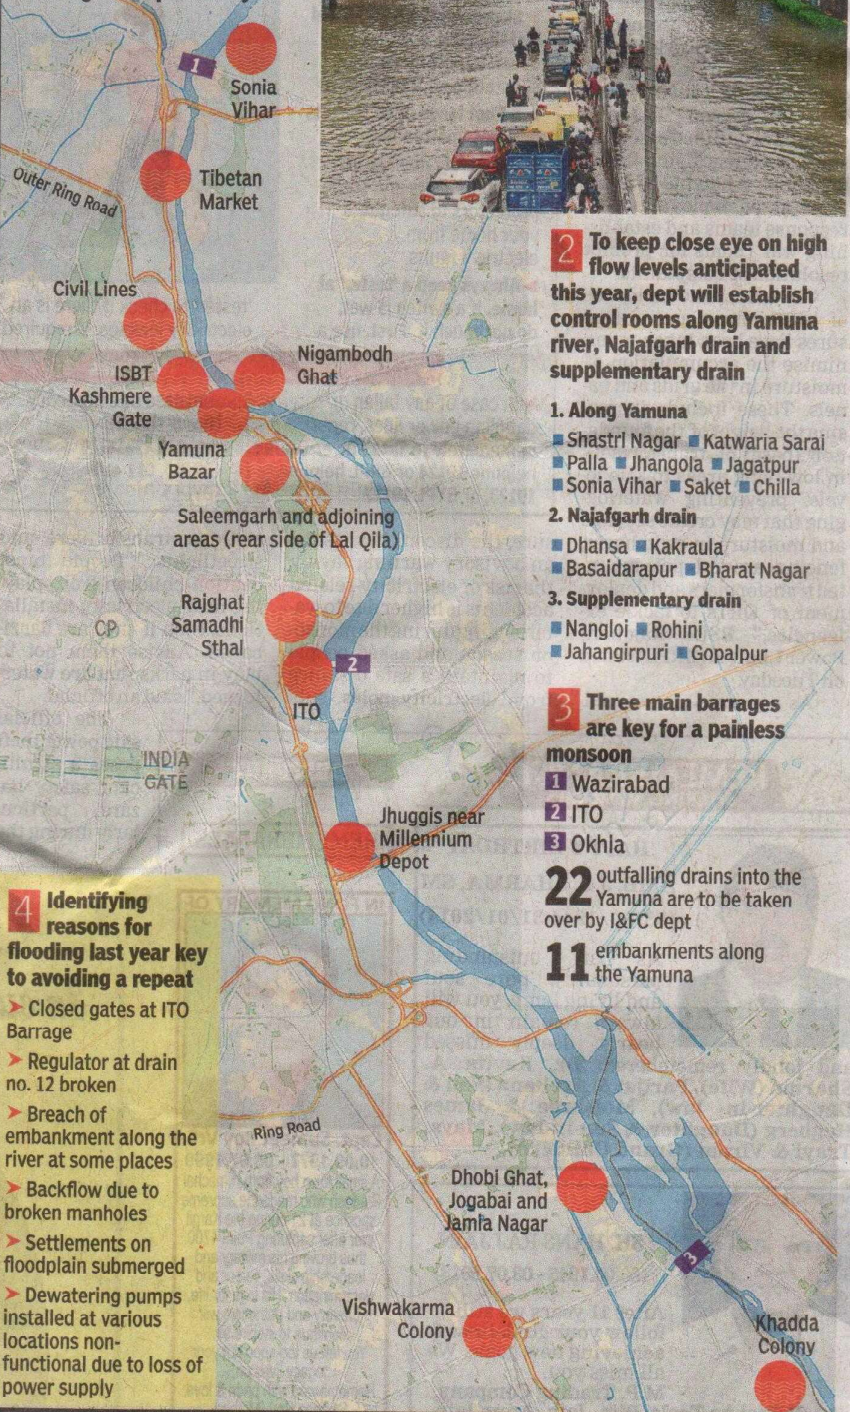 1
Sonia
Vihar
Outer Ring Road
Tibetan
Market
Civil Lines
ISBT
Kashmere
Gate
Nigambodh
Ghat
Yamuna
Bazar
Saleemgarh and adjoining
areas (rear side of Lal Qila)
Rajghat
Samadhi
Sthal
CP
2
ITO
INDIA
GATE
Jhuggis near
Millennium
Depot
Ring Road
Dhobi Ghat,
Jogabai and
Jamia Nagar
3
Vishwakarma
Colony
Khadda
Colony
2 To keep close eye on high
flow levels anticipated
this year, dept will establish
control rooms along Yamuna
river, Najafgarh drain and
supplementary drain
1. Along Yamuna
Shastri Nagar Katwaria Sarai
Palla Jhangola Jagatpur
Sonia Vihar Saket Chilla
2. Najafgarh drain
Dhansa Kakraula
Basaidarapur Bharat Nagar
3. Supplementary drain
Nangloi Rohini
Jahangirpuri Gopalpur
3 Three main barrages
are key for a painless
monsoon
1 Wazirabad
2 ITO
3 Okhla
22 outfalling drains into the
Yamuna are to be taken
over by I&FC dept
11 embankments along
the Yamuna
4 Identifying
reasons for
flooding last year key
to avoiding a repeat
➤ Closed gates at ITO
Barrage
➤ Regulator at drain
no. 12 broken
➤ Breach of
embankment along the
river at some places
➤ Backflow due to
broken manholes
➤ Settlements on
floodplain submerged
➤ Dewatering pumps
installed at various
locations non-
functional due to loss of
power supply